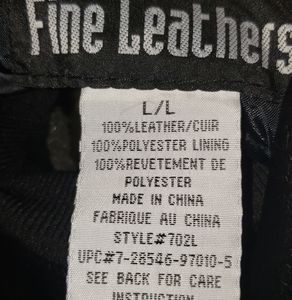 Fine Leathers
L/L
100%LEATHER/CUIR
100%POLYESTER LINING
100%REVETEMENT DE
POLYESTER
MADE IN CHINA
FABRIQUE AU CHINA
STYLE#702L
UPC#7-28546-97010-5
SEE BACK FOR CARE
INSTRUCTION